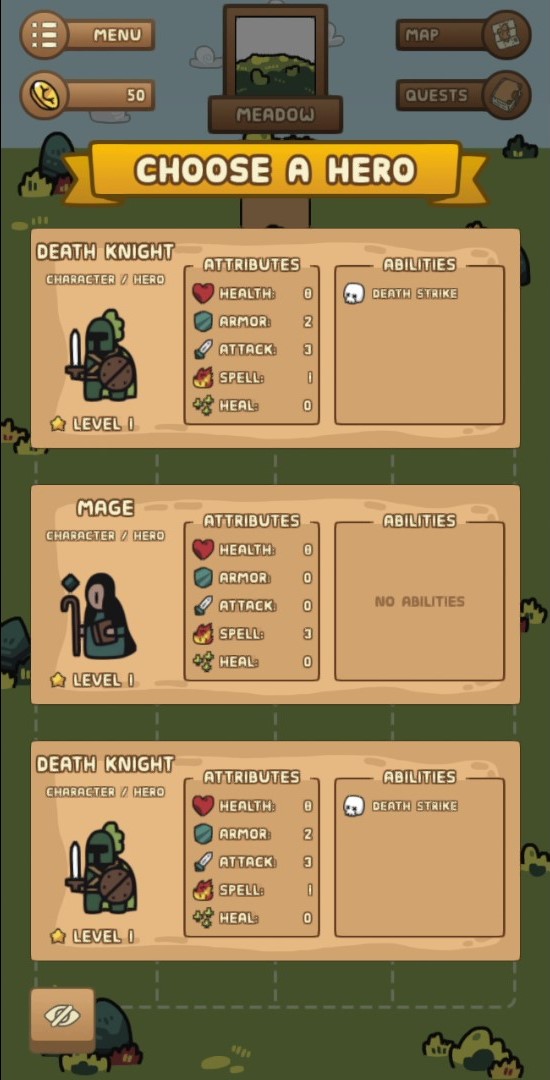 MENU
MAP
50
QUESTS
MEADOW
CHOOSE A HERO
DEATH KNIGHT
CHARACTER / HERO
LEVEL 1
ATTRIBUTES
HEALTH: 8
ARMOR: 2
ATTACK: 3
SPELL: 1
HEAL: 0
ABILITIES
DEATH STRIKE
MAGE
CHARACTER / HERO
LEVEL 1
ATTRIBUTES
HEALTH: 8
ARMOR: 0
ATTACK: 0
SPELL: 3
HEAL: 0
ABILITIES
NO ABILITIES
DEATH KNIGHT
CHARACTER / HERO
LEVEL 1
ATTRIBUTES
HEALTH: 8
ARMOR: 2
ATTACK: 3
SPELL: 1
HEAL: 0
ABILITIES
DEATH STRIKE